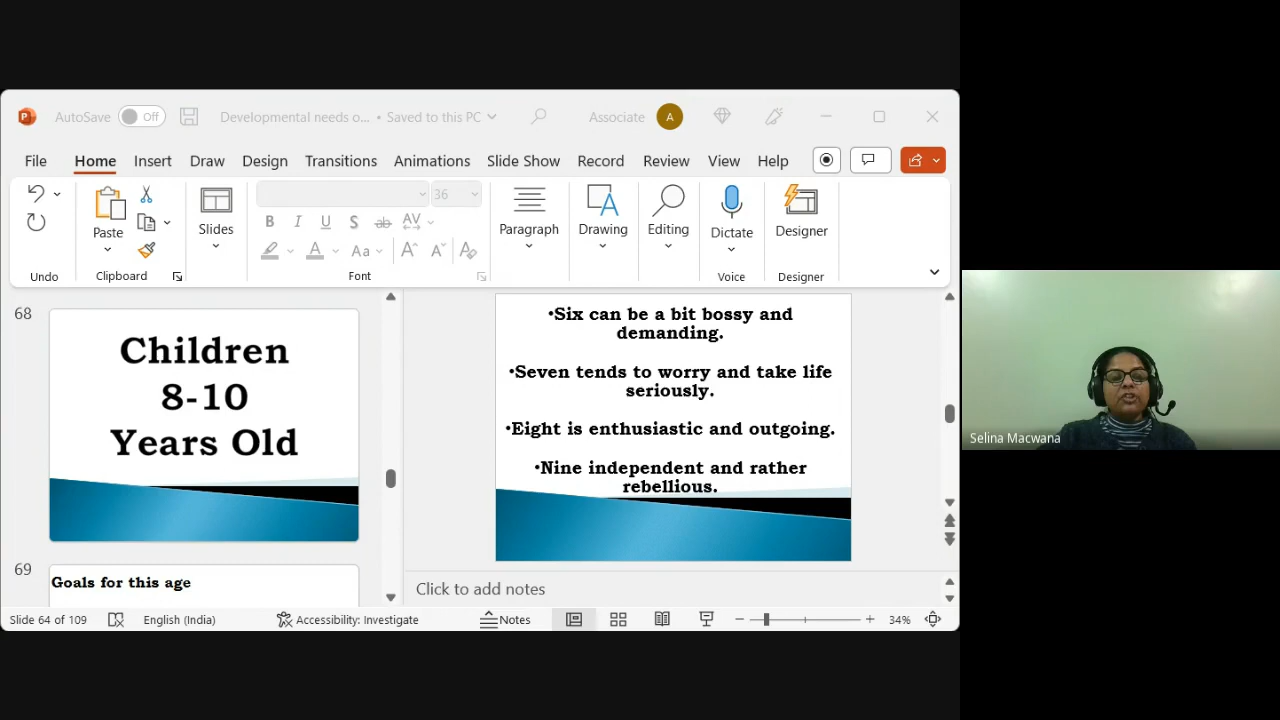 AutoSave Off Developmental needs o... • Saved to this PC Associate A
File Home Insert Draw Design Transitions Animations Slide Show Record Review View Help
36
Paste Slides B I U S ab AV Paragraph Drawing Editing Dictate Designer
A Aa A A A
Undo Clipboard Font Voice Designer
68
Children
8-10
Years Old
69
Goals for this age
•Six can be a bit bossy and
demanding.
•Seven tends to worry and take life
seriously.
•Eight is enthusiastic and outgoing.
•Nine independent and rather
rebellious.
Click to add notes
Slide 64 of 109 English (India) Accessibility: Investigate Notes 34%
Selina Macwana